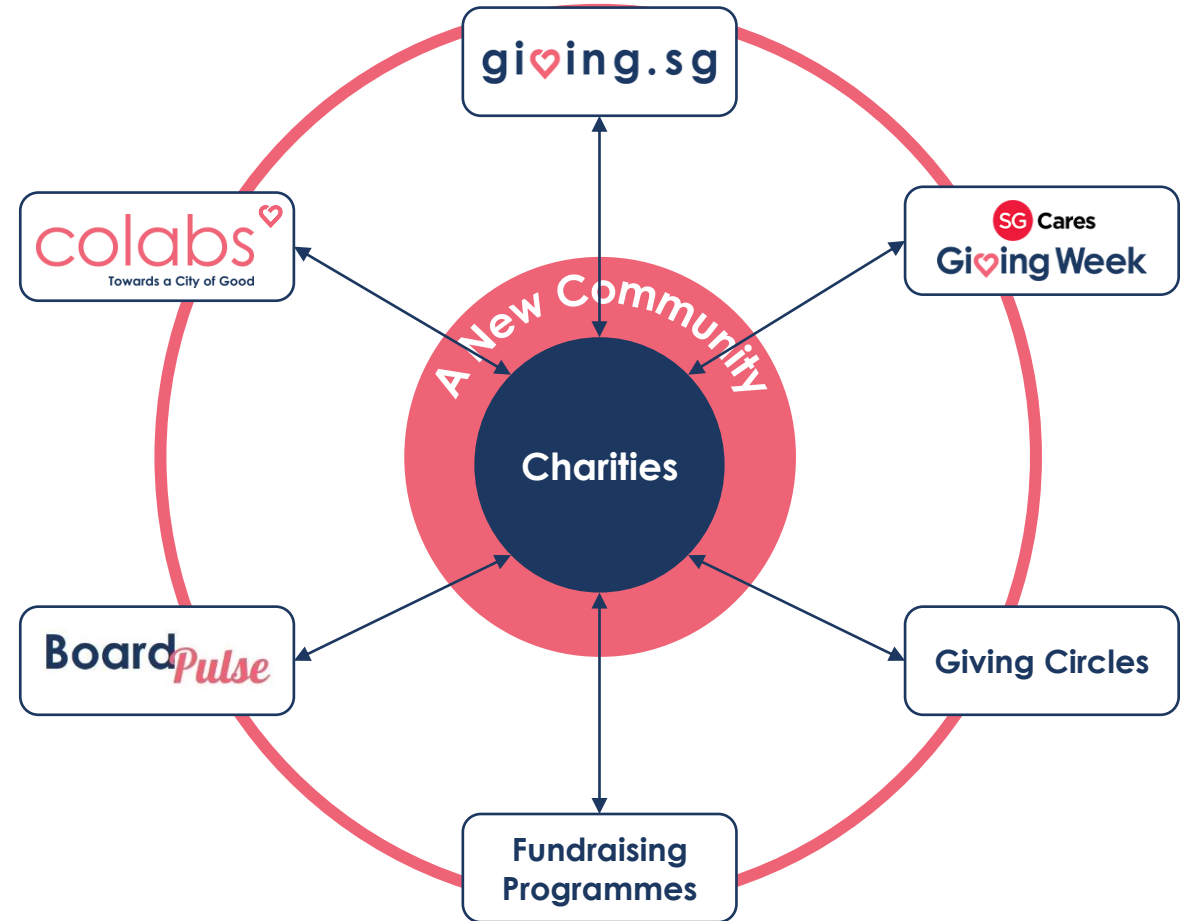 giving.sg
colabs
Towards a City of Good
SG Cares
Giving Week
A New Community
Charities
Board Pulse
Giving Circles
Fundraising
Programmes